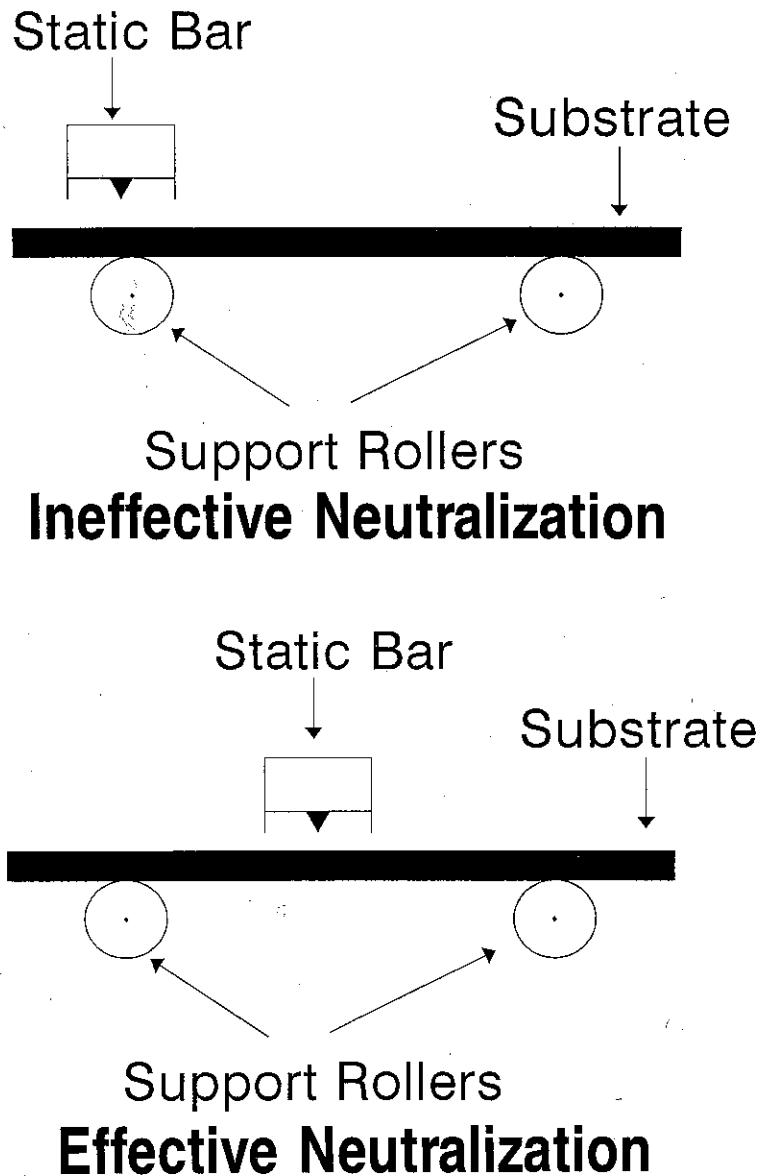 Static Bar
Substrate
Support Rollers
Ineffective Neutralization
Static Bar
Substrate
Support Rollers
Effective Neutralization